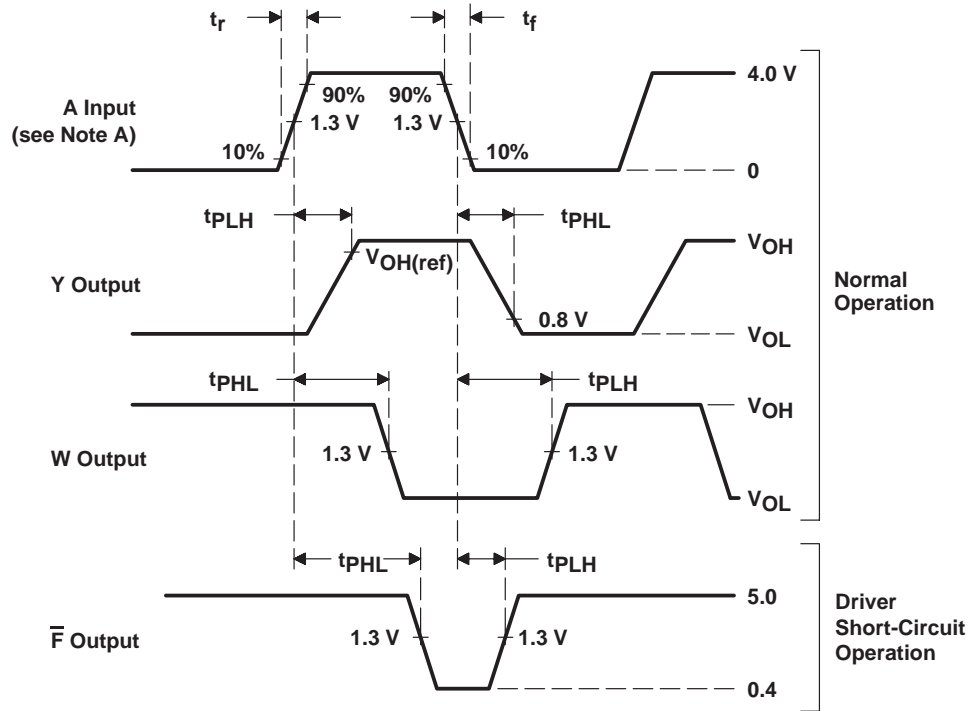 tr
tf
4.0 V
A Input
(see Note A)
90%
90%
1.3 V
1.3 V
10%
10%
0
tPLH
tPHL
VOH
VOH(ref)
Y Output
0.8 V
VOL
Normal
Operation
tPHL
tPLH
VOH
W Output
1.3 V
1.3 V
VOL
tPHL
tPLH
5.0
F̅ Output
1.3 V
1.3 V
0.4
Driver
Short-Circuit
Operation